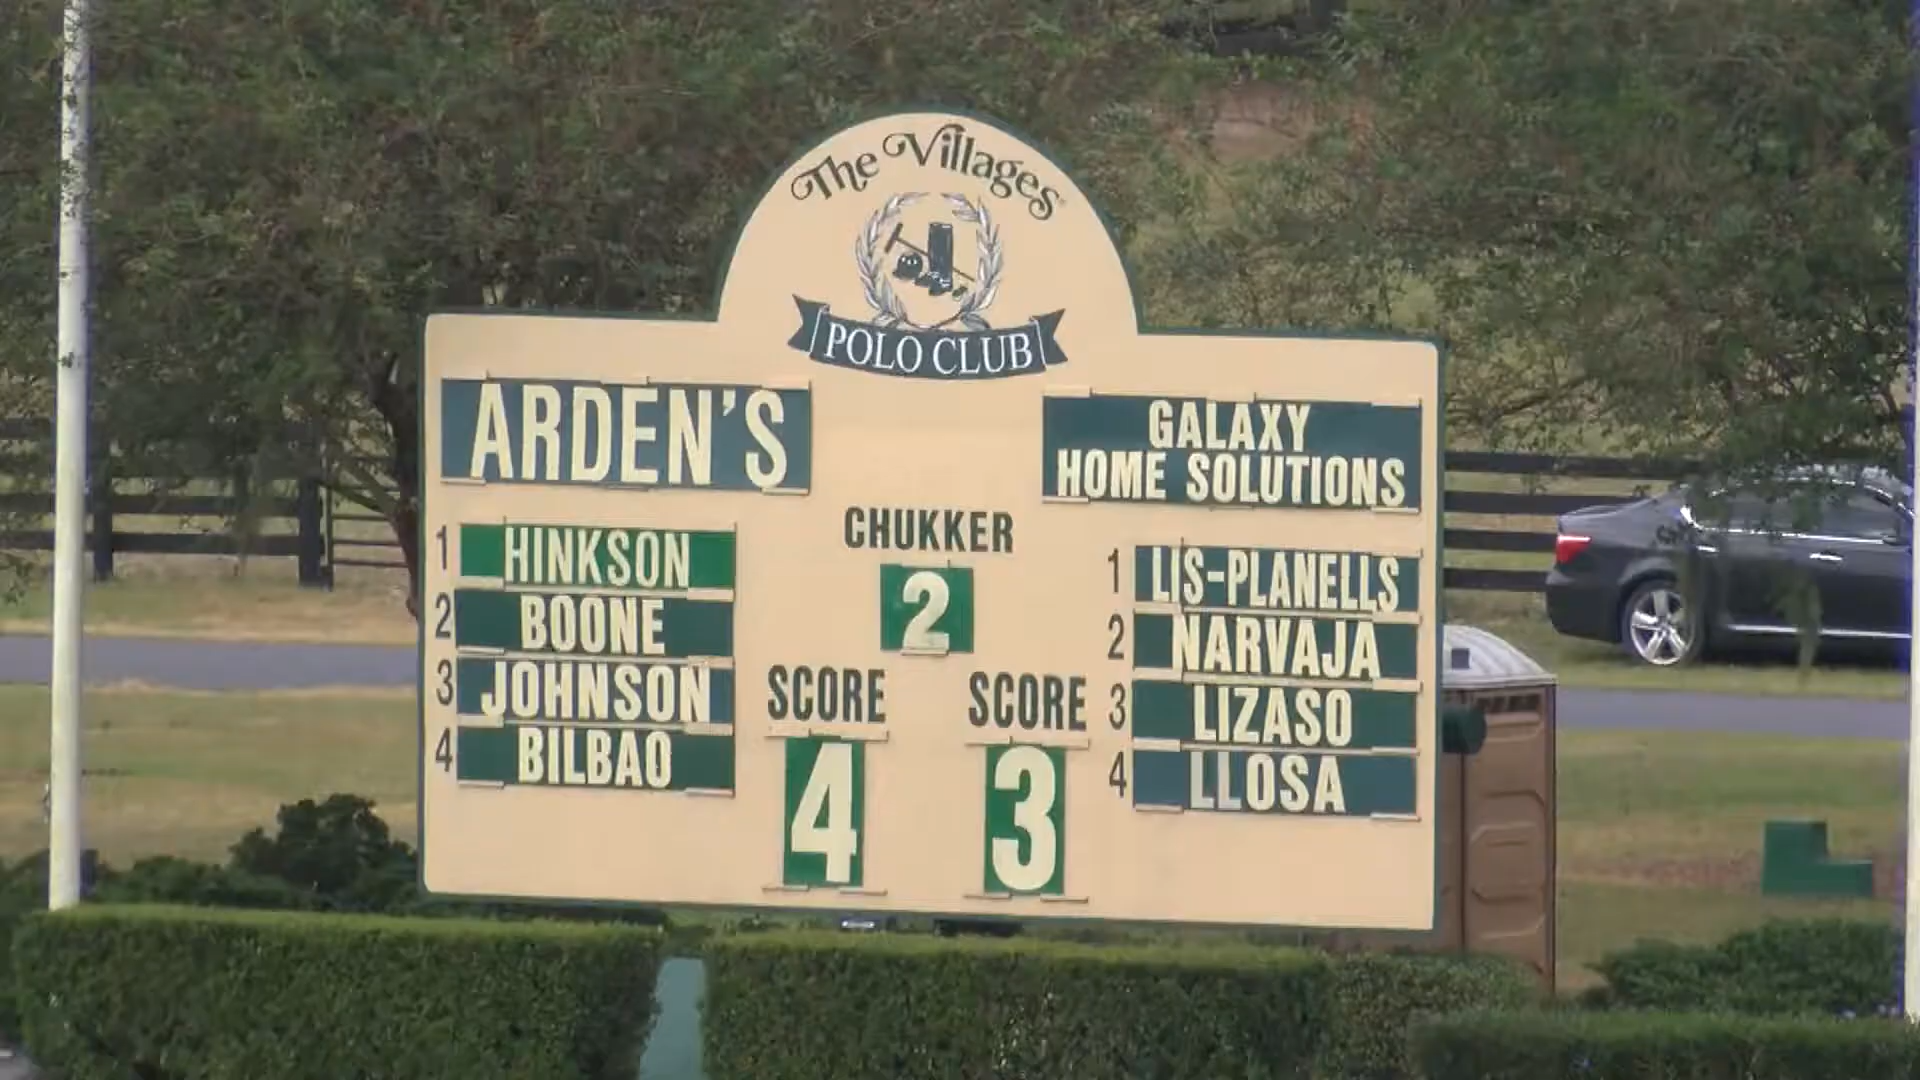 The Villages
POLO CLUB
ARDEN'S
1 HINKSON
2 BOONE
3 JOHNSON
4 BILBAO
CHUKKER
2
SCORE
4
SCORE
3
GALAXY
HOME SOLUTIONS
1 LIS-PLANELLS
2 NARVAJA
3 LIZASO
4 LLOSA